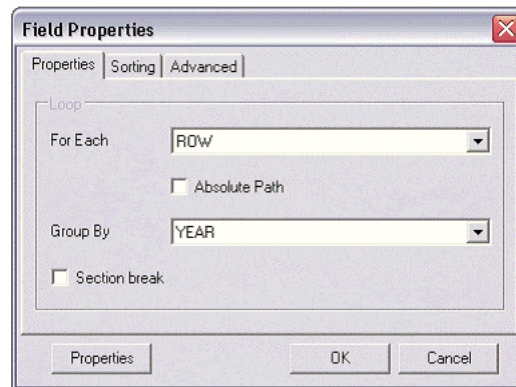 Field Properties
Properties Sorting Advanced
Loop
For Each ROW
Absolute Path
Group By YEAR
Section break
Properties OK Cancel